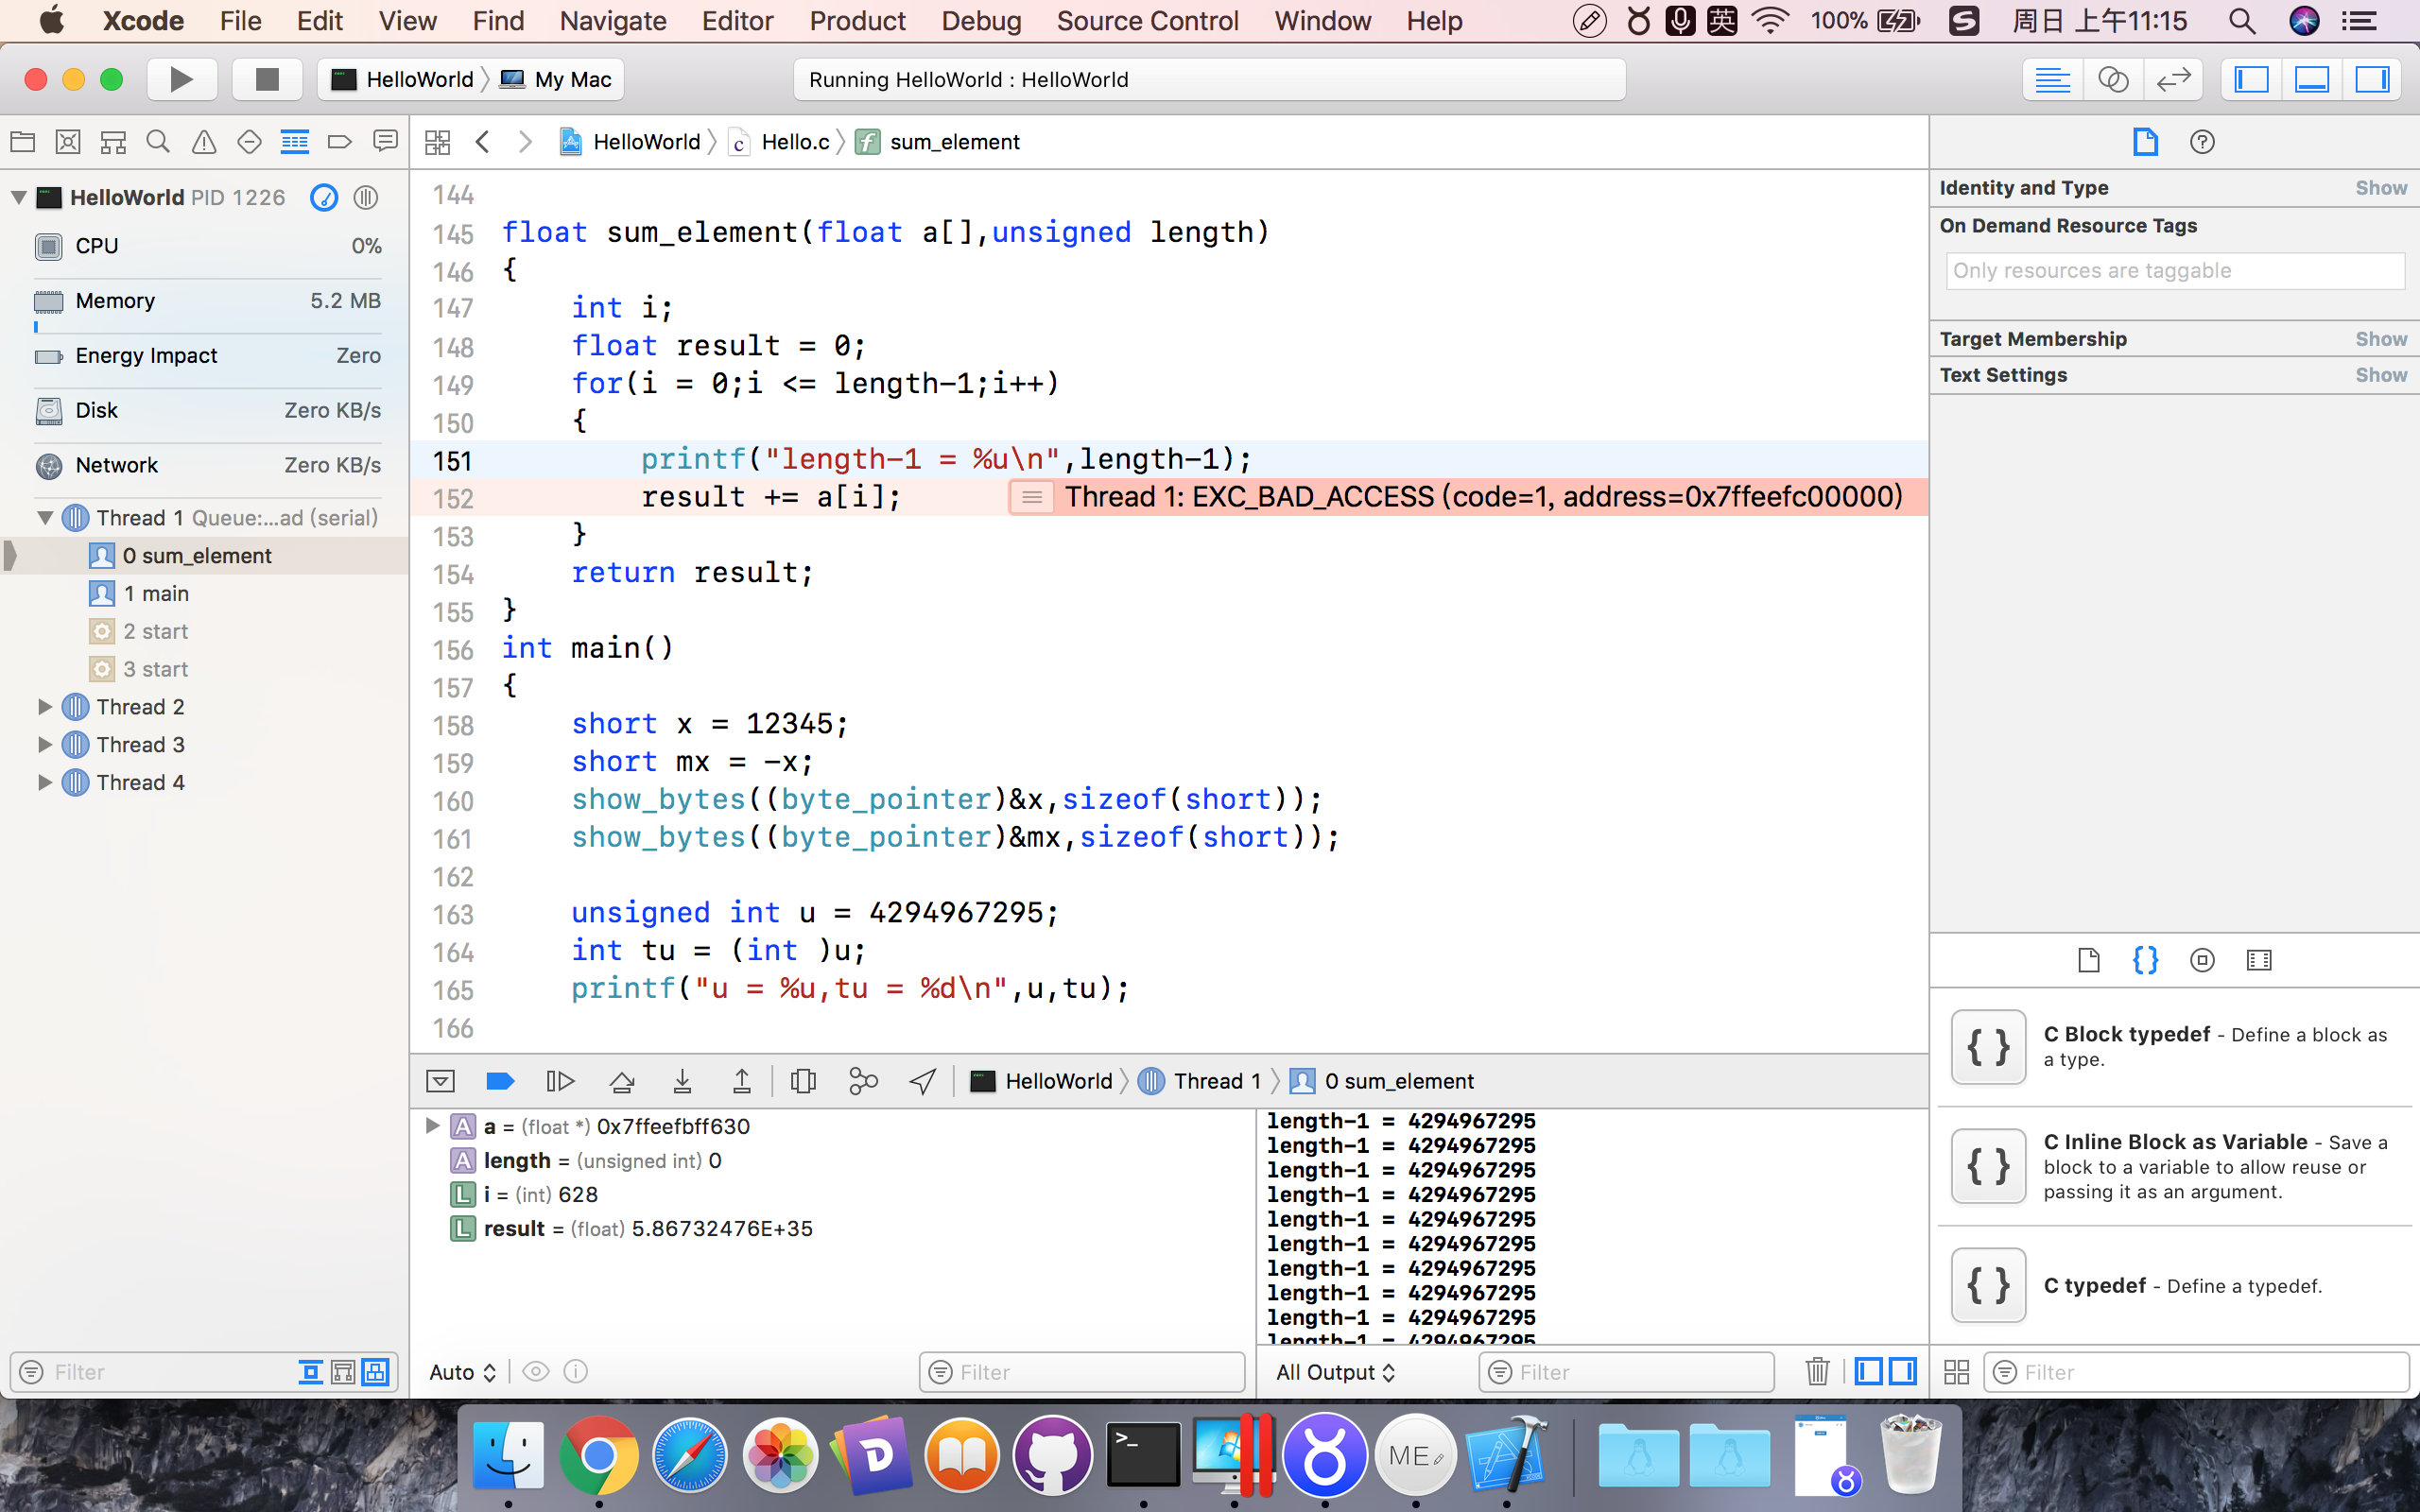 Xcode File Edit View Find Navigate Editor Product Debug Source Control Window Help 英 100% 周日 上午11:15
HelloWorld My Mac
Running HelloWorld : HelloWorld
HelloWorld Hello.c sum_element
HelloWorld PID 1226
CPU 0%
Memory 5.2 MB
Energy Impact Zero
Disk Zero KB/s
Network Zero KB/s
Thread 1 Queue:...ad (serial)
0 sum_element
1 main
2 start
3 start
Thread 2
Thread 3
Thread 4
Filter
144
145 float sum_element(float a[],unsigned length)
146 {
147 int i;
148 float result = 0;
149 for(i = 0;i <= length-1;i++)
150 {
151 printf("length-1 = %u\n",length-1);
152 result += a[i]; Thread 1: EXC_BAD_ACCESS (code=1, address=0x7ffeefc00000)
153 }
154 return result;
155 }
156 int main()
157 {
158 short x = 12345;
159 short mx = -x;
160 show_bytes((byte_pointer)&x,sizeof(short));
161 show_bytes((byte_pointer)&mx,sizeof(short));
162
163 unsigned int u = 4294967295;
164 int tu = (int )u;
165 printf("u = %u,tu = %d\n",u,tu);
166
HelloWorld Thread 1 0 sum_element
A a = (float *) 0x7ffeefbff630
A length = (unsigned int) 0
L i = (int) 628
L result = (float) 5.86732476E+35
Auto
Filter
length-1 = 4294967295
length-1 = 4294967295
length-1 = 4294967295
length-1 = 4294967295
length-1 = 4294967295
length-1 = 4294967295
length-1 = 4294967295
length-1 = 4294967295
length-1 = 4294967295
length-1 = 4294967295
All Output
Filter
Identity and Type Show
On Demand Resource Tags
Only resources are taggable
Target Membership Show
Text Settings Show
{ }
C Block typedef - Define a block as
a type.
{ }
C Inline Block as Variable - Save a
block to a variable to allow reuse or
passing it as an argument.
{ }
C typedef - Define a typedef.
Filter
D
>_
ME